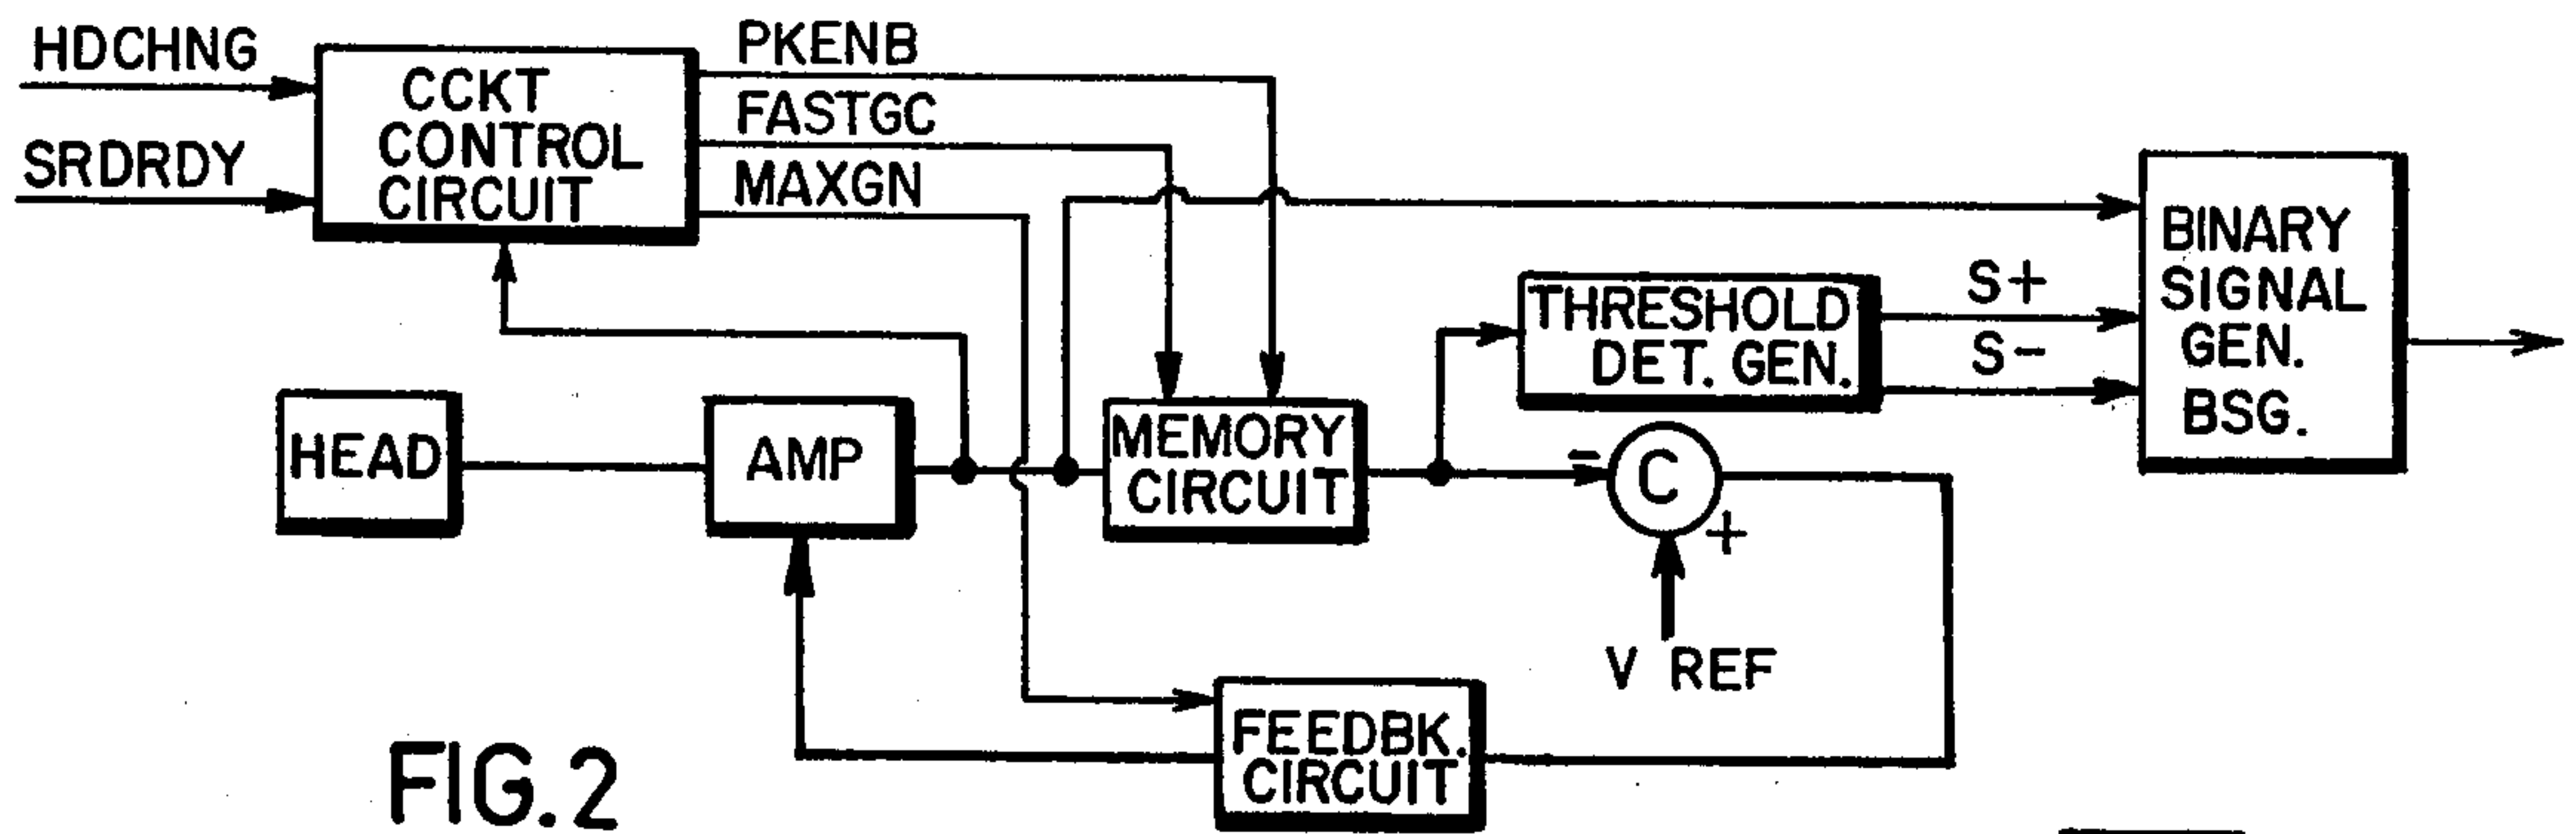 HDCHNG
SRDRDY
CCKT
CONTROL
CIRCUIT
PKENB
FASTGC
MAXGN
HEAD
AMP
MEMORY
CIRCUIT
THRESHOLD
DET. GEN.
S+
S-
BINARY
SIGNAL
GEN.
BSG.
-
C
+
V REF
FEEDBK.
CIRCUIT
FIG.2